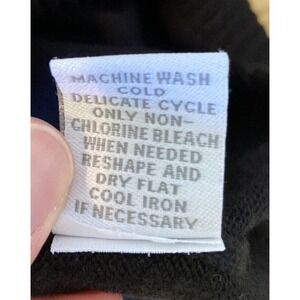 MACHINE WASH
COLD
DELICATE CYCLE
ONLY NON-
CHLORINE BLEACH
WHEN NEEDED
RESHAPE AND
DRY FLAT
COOL IRON
IF NECESSARY